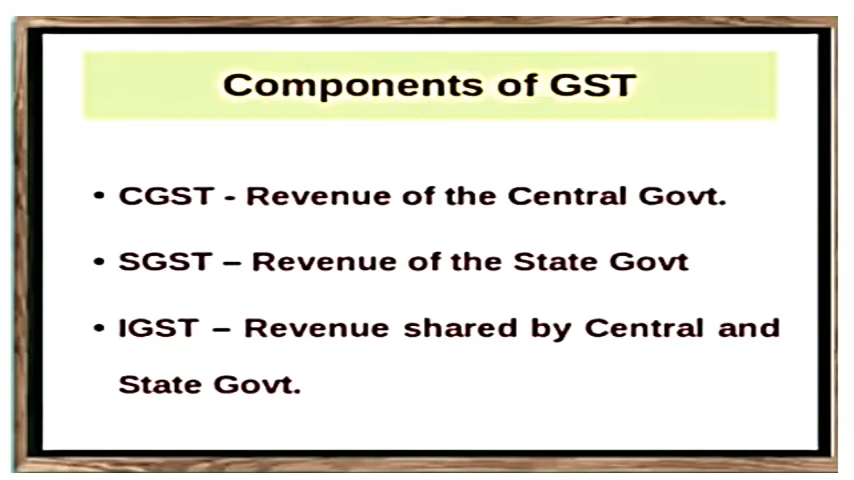 Components of GST
• CGST - Revenue of the Central Govt.
• SGST – Revenue of the State Govt
• IGST – Revenue shared by Central and
State Govt.